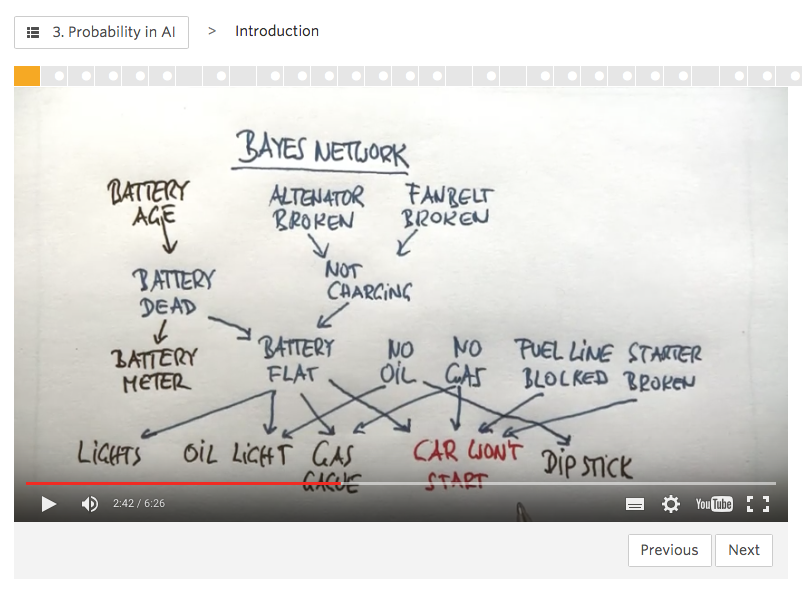 3. Probability in AI > Introduction
BAYES NETWORK
BATTERY
AGE
ALTENATOR
BROKEN
FANBELT
BROKEN
BATTERY
DEAD
NOT
CHARGING
BATTERY
METER
BATTERY
FLAT
NO
OIL
NO
GAS
FUEL LINE
BLOCKED
STARTER
BROKEN
LIGHTS
OIL LIGHT
GAS
GAGUE
CAR WONT
START
DIP STICK
2:42 / 6:26
YouTube
Previous Next